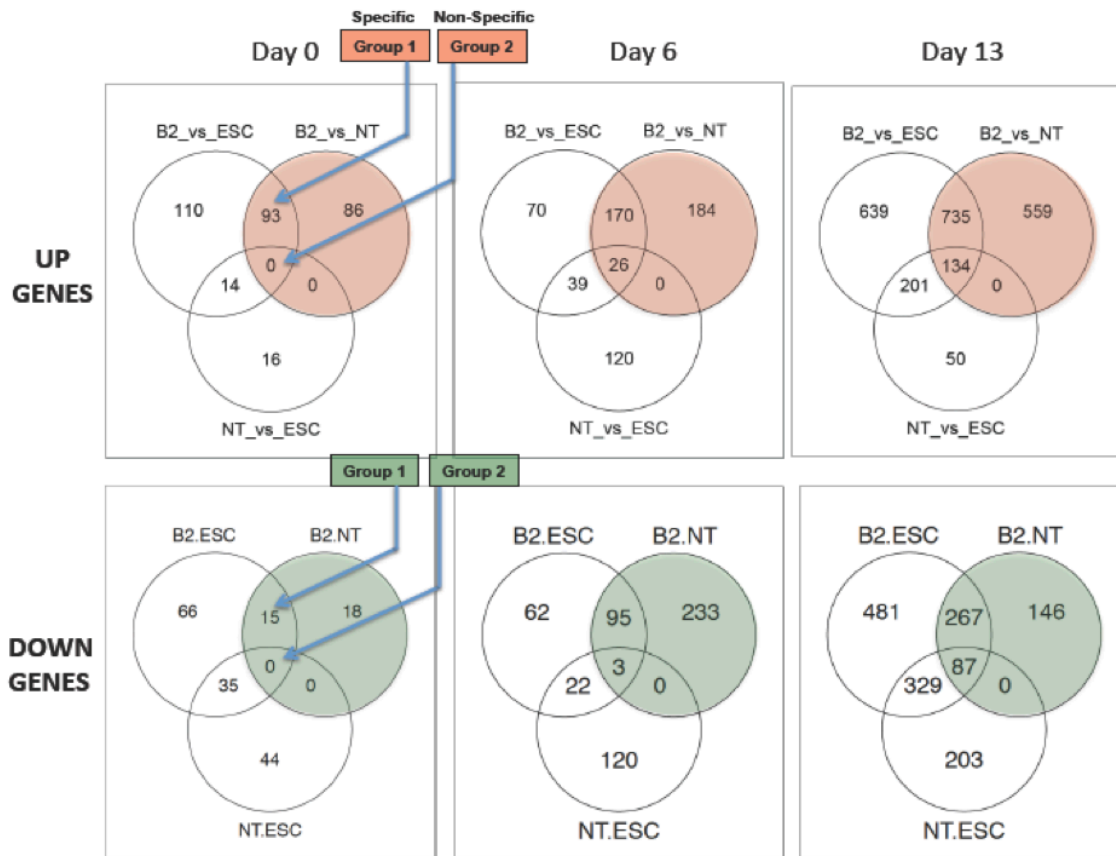 Specific Non-Specific
Day 0 Group 1 Group 2 Day 6 Day 13
UP
GENES
B2_vs_ESC B2_vs_NT
110 93 86
0
14 0
16
NT_vs_ESC
B2_vs_ESC B2_vs_NT
70 170 184
26
39 0
120
NT_vs_ESC
B2_vs_ESC B2_vs_NT
639 735 559
134
201 0
50
NT_vs_ESC
Group 1 Group 2
DOWN
GENES
B2.ESC B2.NT
66 15 18
0
35 0
44
NT.ESC
B2.ESC B2.NT
62 95 233
3
22 0
120
NT.ESC
B2.ESC B2.NT
481 267 146
87
329 0
203
NT.ESC